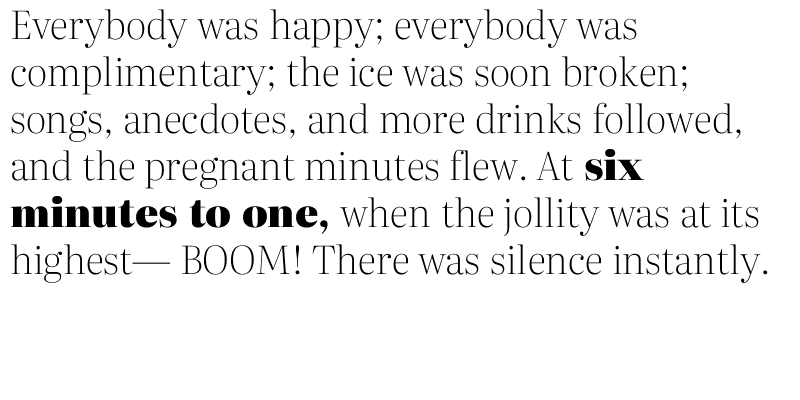 Everybody was happy; everybody was
complimentary; the ice was soon broken;
songs, anecdotes, and more drinks followed,
and the pregnant minutes flew. At six
minutes to one, when the jollity was at its
highest— BOOM! There was silence instantly.